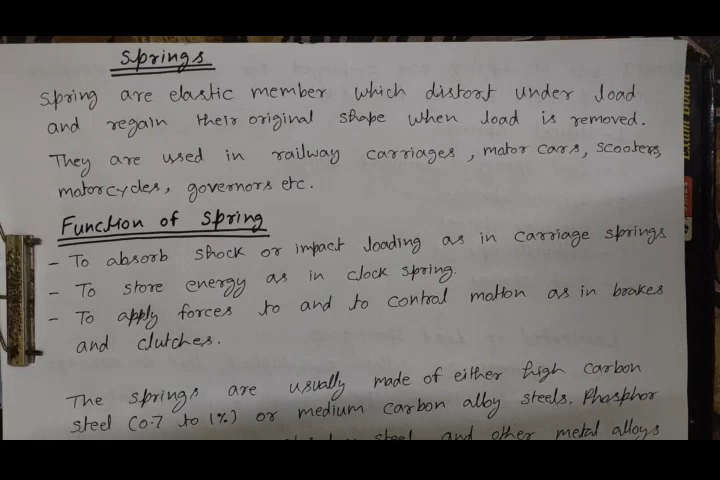 Springs
Spring are elastic member which distort under load
and regain their original shape when load is removed.
They are used in railway carriages, motor cars, scooters,
motorcycles, governors etc.
Function of Spring
- To absorb shock or impact loading as in carriage springs
- To store energy as in clock spring.
- To apply forces to and to control motion as in brakes
and clutches.
The springs are usually made of either high carbon
steel (0.7 to 1%) or medium carbon alloy steels. Phosphor
steel and other metal alloys
Exam Board